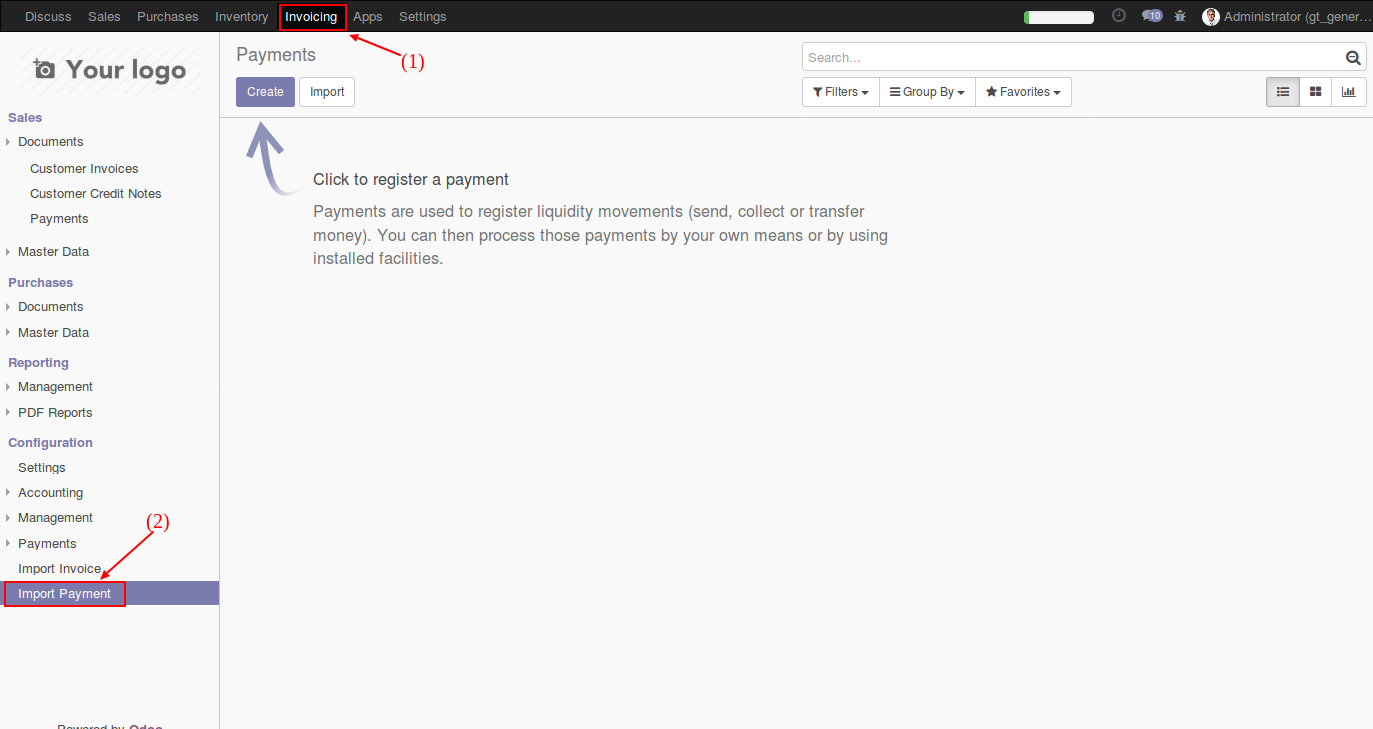 Discuss Sales Purchases Inventory Invoicing Apps Settings 10 Administrator (gt_gener...
(1)
Your logo
Payments
Search...
Create Import
Filters Group By Favorites
Sales
Documents
Customer Invoices
Customer Credit Notes
Payments
Master Data
Purchases
Documents
Master Data
Reporting
Management
PDF Reports
Configuration
Settings
Accounting
Management
(2)
Payments
Import Invoice
Import Payment
Powered by Odoo
Click to register a payment
Payments are used to register liquidity movements (send, collect or transfer
money). You can then process those payments by your own means or by using
installed facilities.